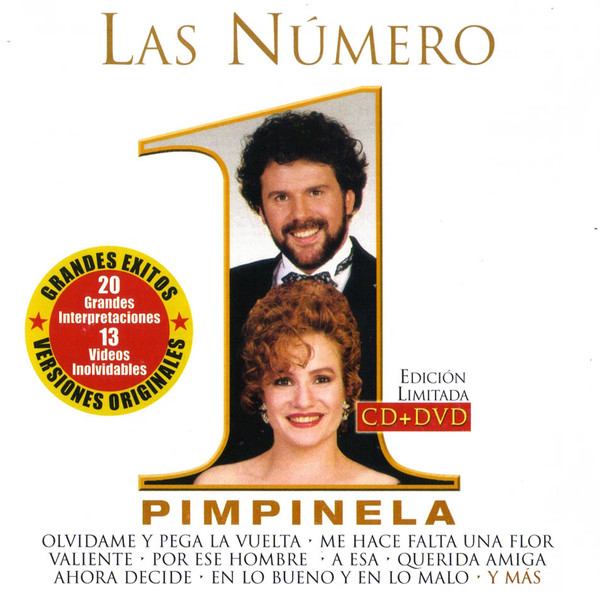 LAS NÚMERO
1
GRANDES EXITOS
20
Grandes
Interpretaciones
13
Videos
Inolvidables
VERSIONES ORIGINALES
EDICIÓN
LIMITADA
CD+DVD
PIMPINELA
OLVIDAME Y PEGA LA VUELTA · ME HACE FALTA UNA FLOR
VALIENTE · POR ESE HOMBRE · A ESA · QUERIDA AMIGA
AHORA DECIDE · EN LO BUENO Y EN LO MALO · Y MÁS